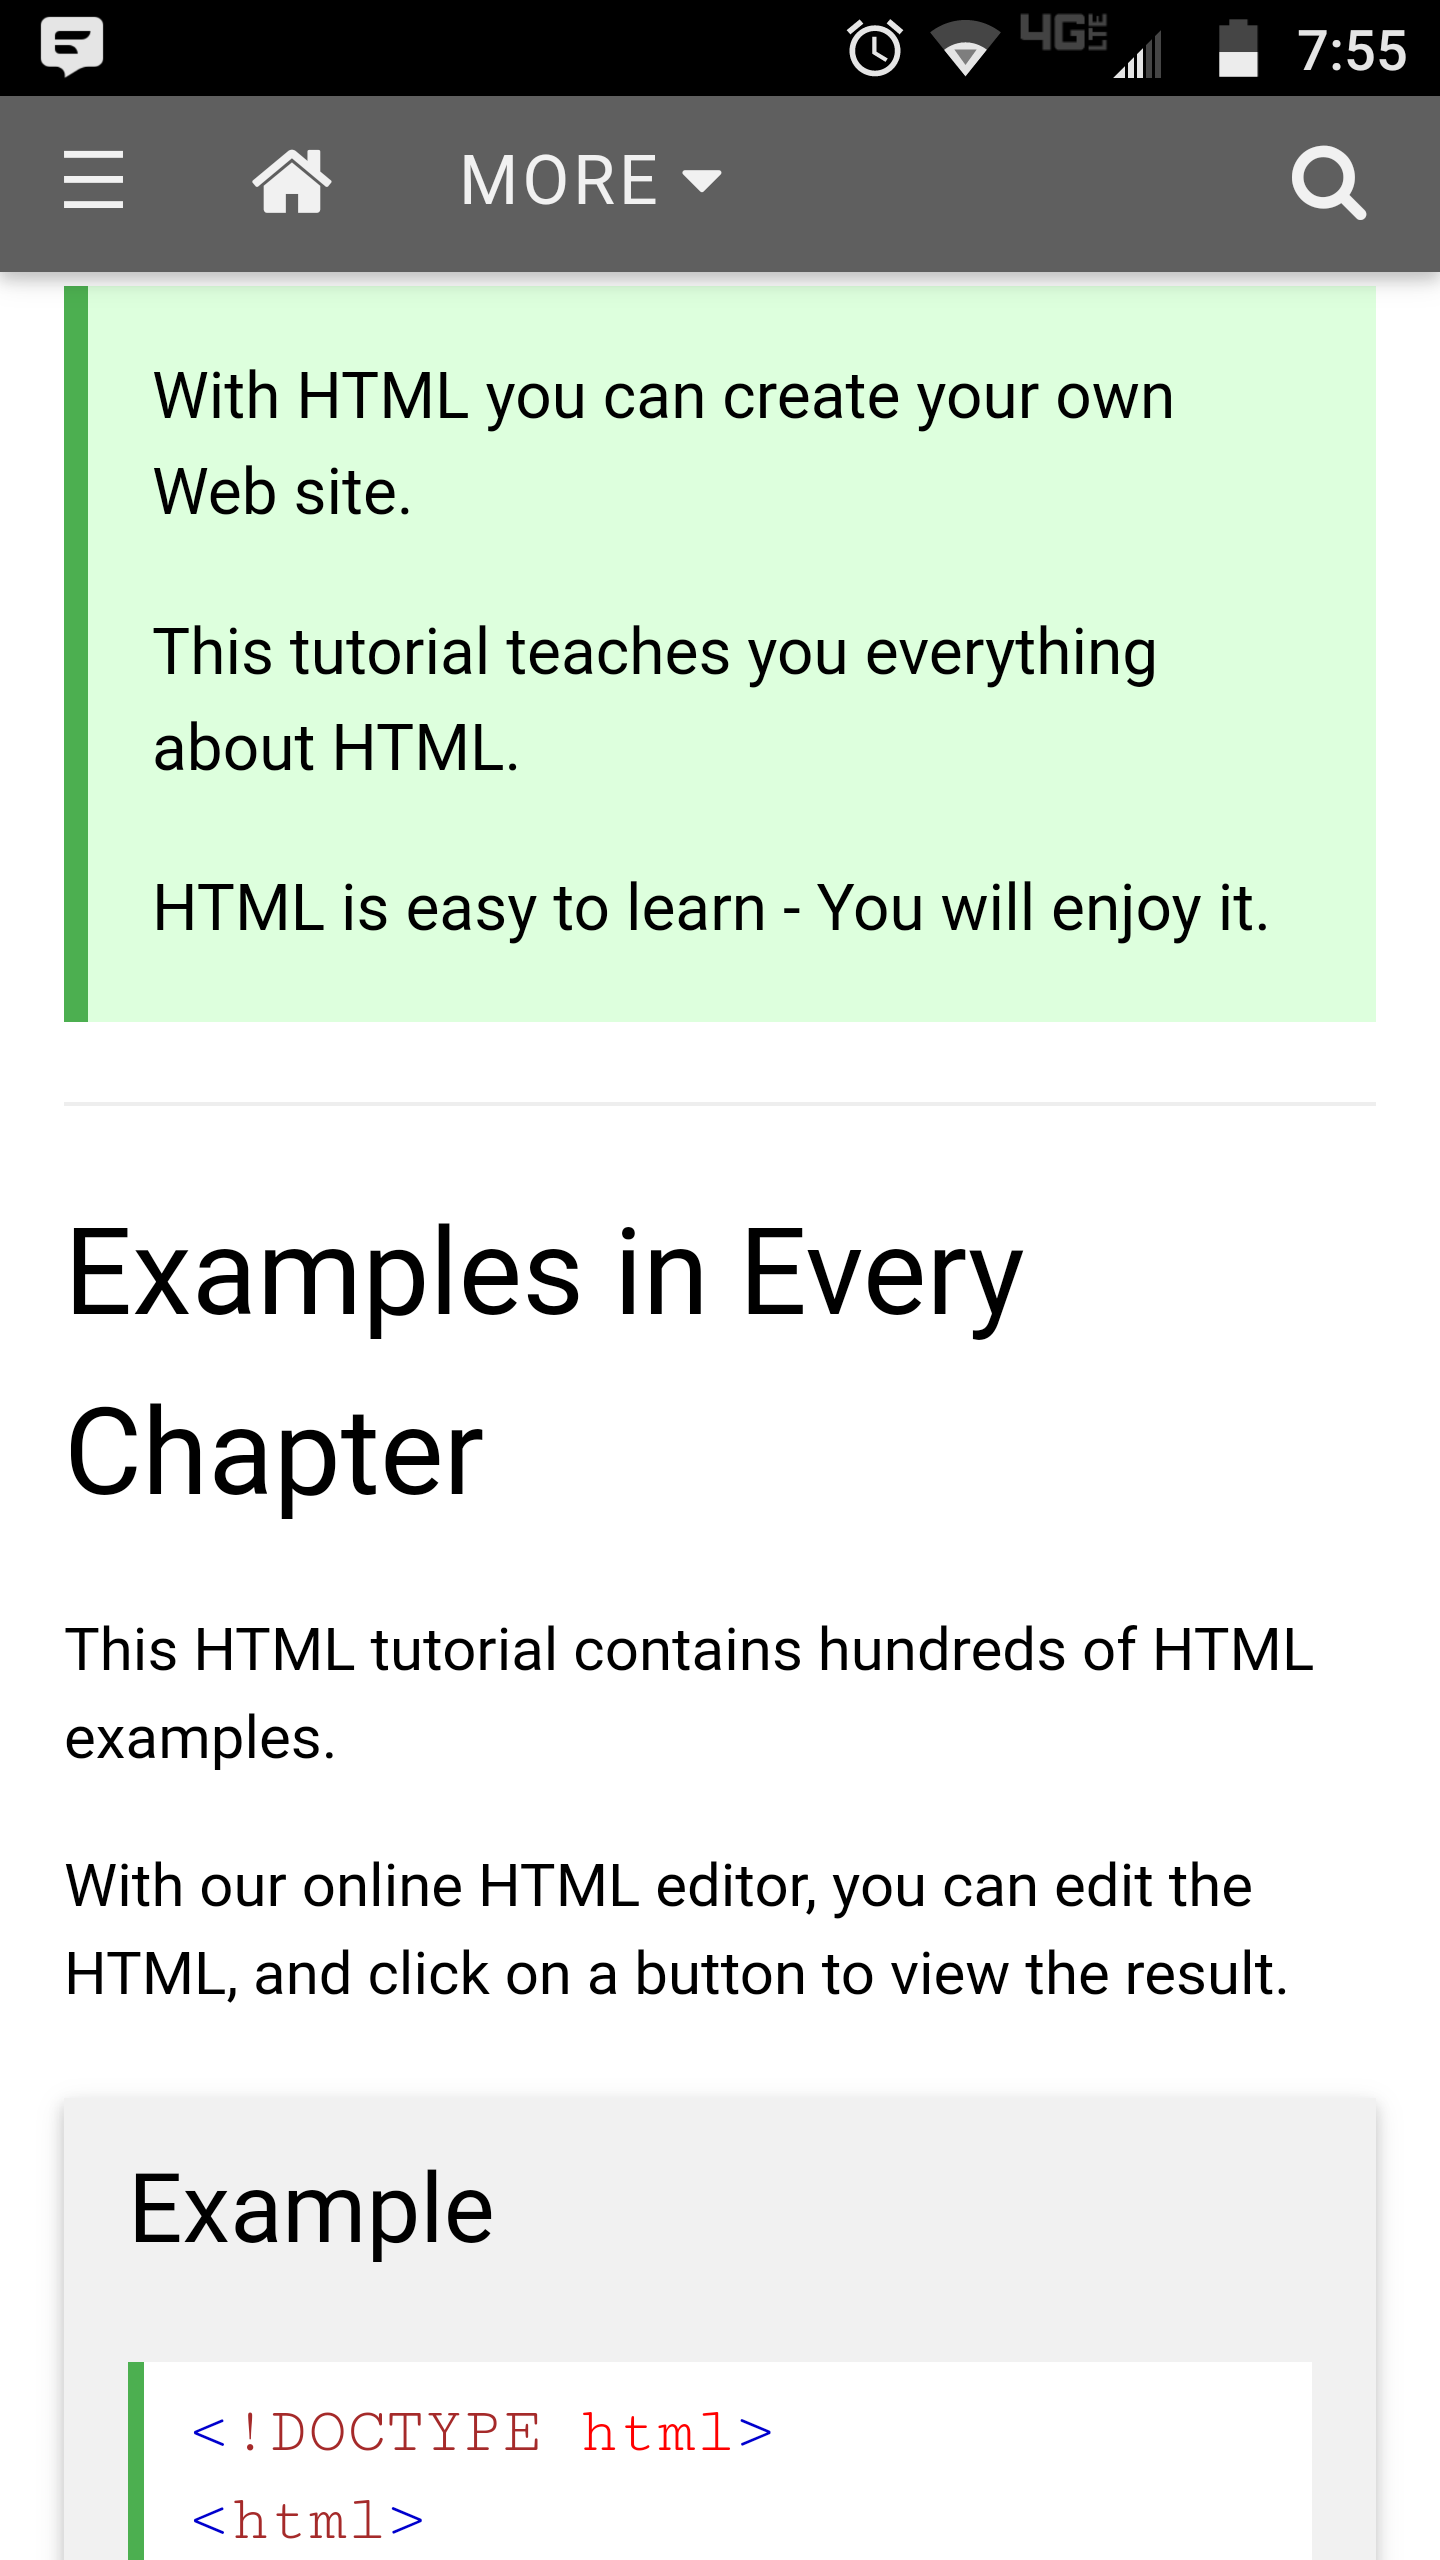 4G LTE 7:55
MORE
With HTML you can create your own
Web site.
This tutorial teaches you everything
about HTML.
HTML is easy to learn - You will enjoy it.
Examples in Every
Chapter
This HTML tutorial contains hundreds of HTML
examples.
With our online HTML editor, you can edit the
HTML, and click on a button to view the result.
Example
<!DOCTYPE html>
<html>